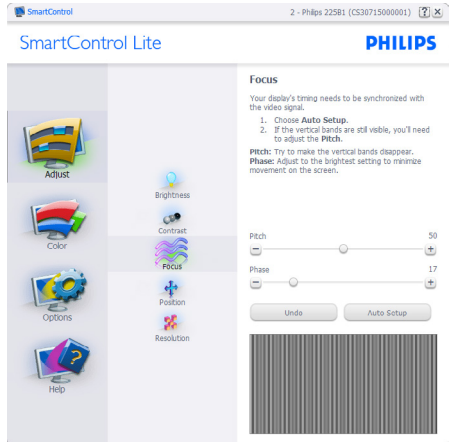 SmartControl
2 - Philips 225B1 (CS30715000001)
SmartControl Lite
PHILIPS
Adjust
Color
Options
Help
Brightness
Contrast
Focus
Position
Resolution
Focus
Your display's timing needs to be synchronized with
the video signal.
1. Choose Auto Setup.
2. If the vertical bands are still visible, you'll need
to adjust the Pitch.
Pitch: Try to make the vertical bands disappear.
Phase: Adjust to the brightest setting to minimize
movement on the screen.
Pitch 50
Phase 17
Undo Auto Setup